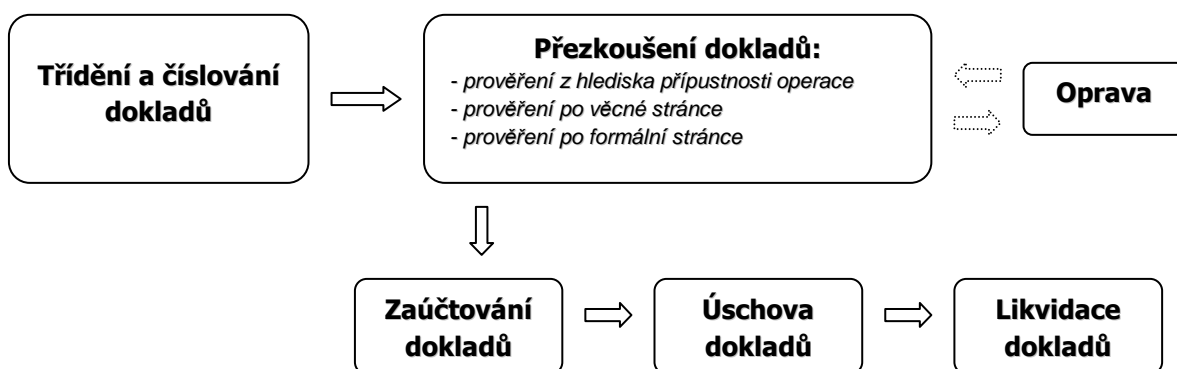 Třídění a číslování
dokladů
Přezkoušení dokladů:
- prověření z hlediska přípustnosti operace
- prověření po věcné stránce
- prověření po formální stránce
Oprava
Zaúčtování
dokladů
Úschova
dokladů
Likvidace
dokladů